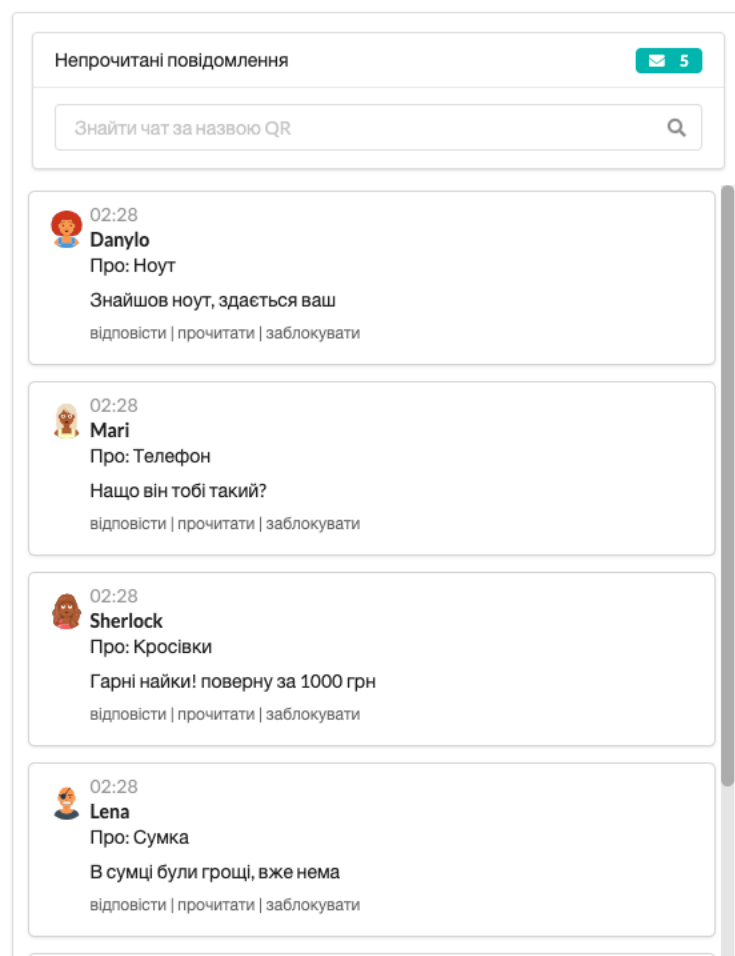 Непрочитані повідомлення
5
Знайти чат за назвою QR
02:28
Danylo
Про: Ноут
Знайшов ноут, здається ваш
відповісти | прочитати | заблокувати
02:28
Mari
Про: Телефон
Нащо він тобі такий?
відповісти | прочитати | заблокувати
02:28
Sherlock
Про: Кросівки
Гарні найки! поверну за 1000 грн
відповісти | прочитати | заблокувати
02:28
Lena
Про: Сумка
В сумці були грощі, вже нема
відповісти | прочитати | заблокувати